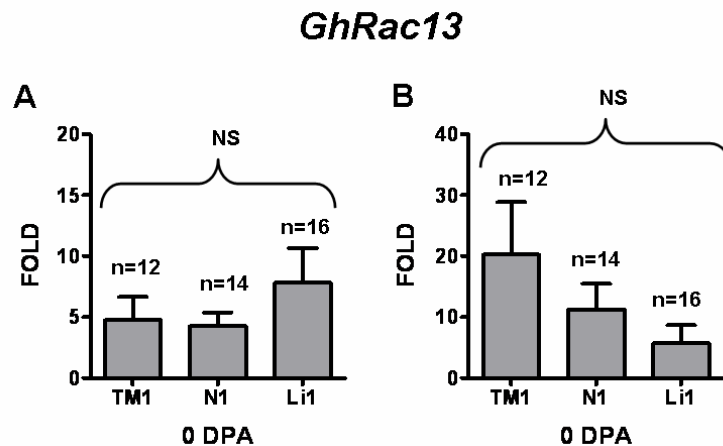 GhRac13
A
B
NS
NS
20
15
10
5
0
FOLD
n=12
n=14
n=16
TM1 N1 Li1
0 DPA
40
30
20
10
0
FOLD
n=12
n=14
n=16
TM1 N1 Li1
0 DPA